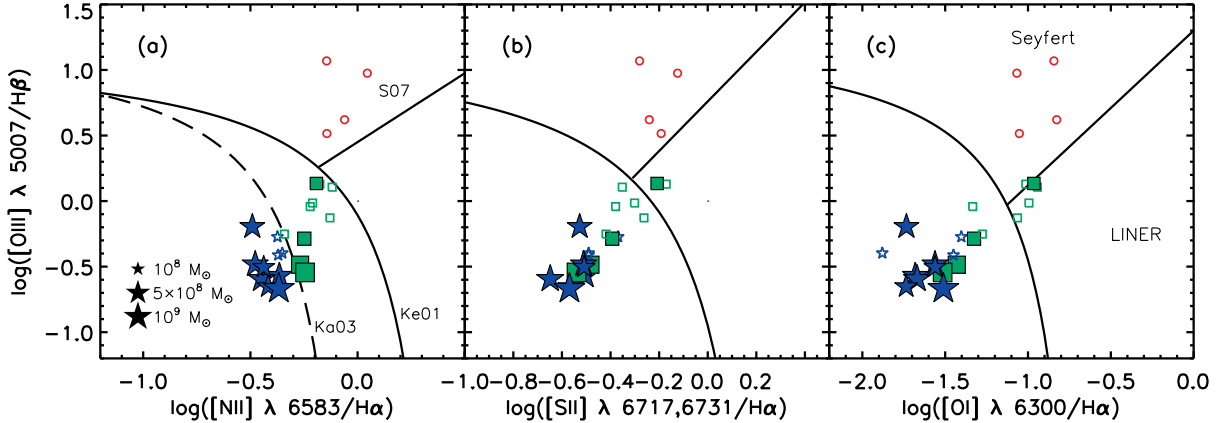 (a)
(b)
(c)
Seyfert
S07
LINER
10⁸ M⊙
5×10⁸ M⊙
10⁹ M⊙
Ka03
Ke01
1.5
1.0
0.5
0.0
−0.5
−1.0
log([OIII] λ 5007/Hβ)
−1.0 −0.5 0.0
−1.0 −0.8 −0.6 −0.4 −0.2 0.0 0.2
−2.0 −1.5 −1.0 −0.5 0.0
log([NII] λ 6583/Hα)
log([SII] λ 6717,6731/Hα)
log([OI] λ 6300/Hα)